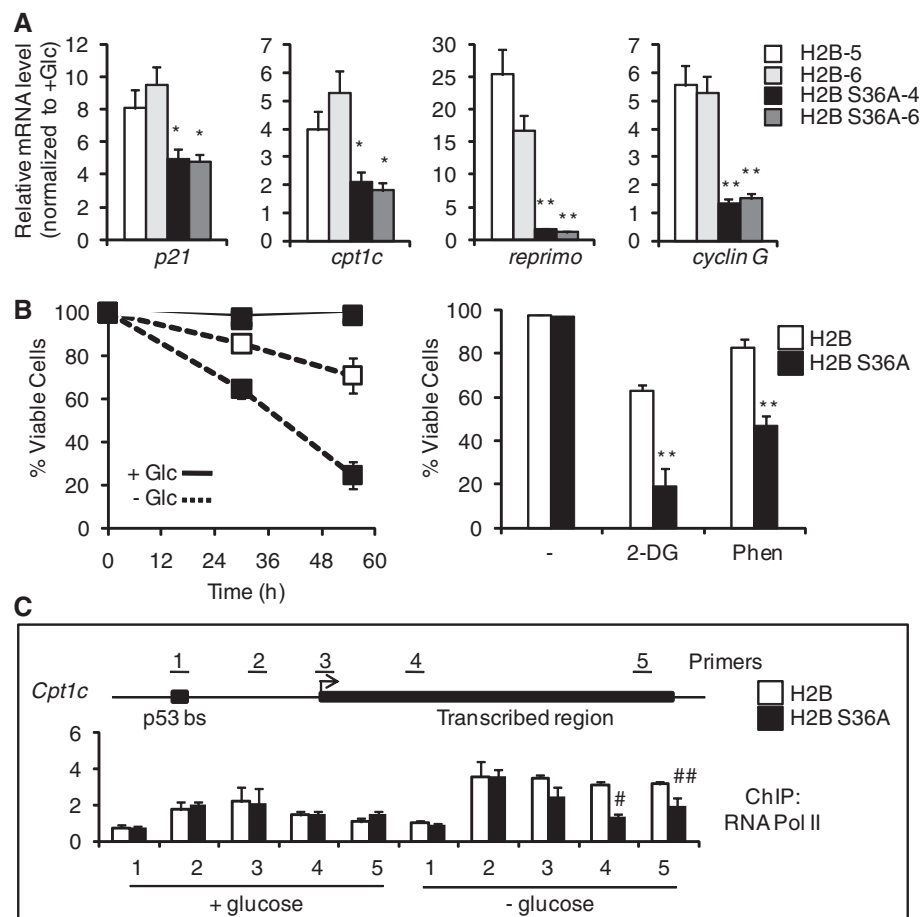 A
Relative mRNA level
(normalized to +Glc)
12
10
8
6
4
2
0
* *
p21
7
6
5
4
3
2
1
0
* *
cpt1c
30
25
20
15
10
5
0
** **
reprimo
7
6
5
4
3
2
1
0
** **
cyclin G
H2B-5
H2B-6
H2B S36A-4
H2B S36A-6
B
% Viable Cells
100
80
60
40
20
0
+ Glc
- Glc
0 12 24 36 48 60
Time (h)
% Viable Cells
100
80
60
40
20
0
** **
- 2-DG Phen
H2B
H2B S36A
C
1 2 3 4 5 Primers
Cpt1c
p53 bs
Transcribed region
H2B
H2B S36A
6
4
2
0
# ##
ChIP:
RNA Pol II
1 2 3 4 5 1 2 3 4 5
+ glucose - glucose